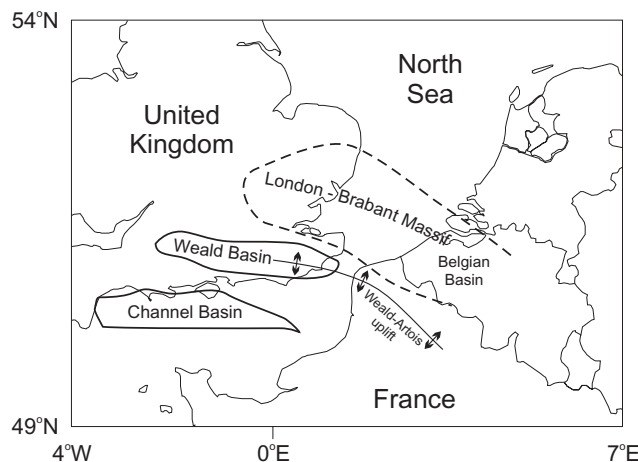 54°N
North
Sea
United
Kingdom
London - Brabant Massif
Weald Basin
Belgian
Basin
Weald-Artois
uplift
Channel Basin
France
49°N
4°W
0°E
7°E